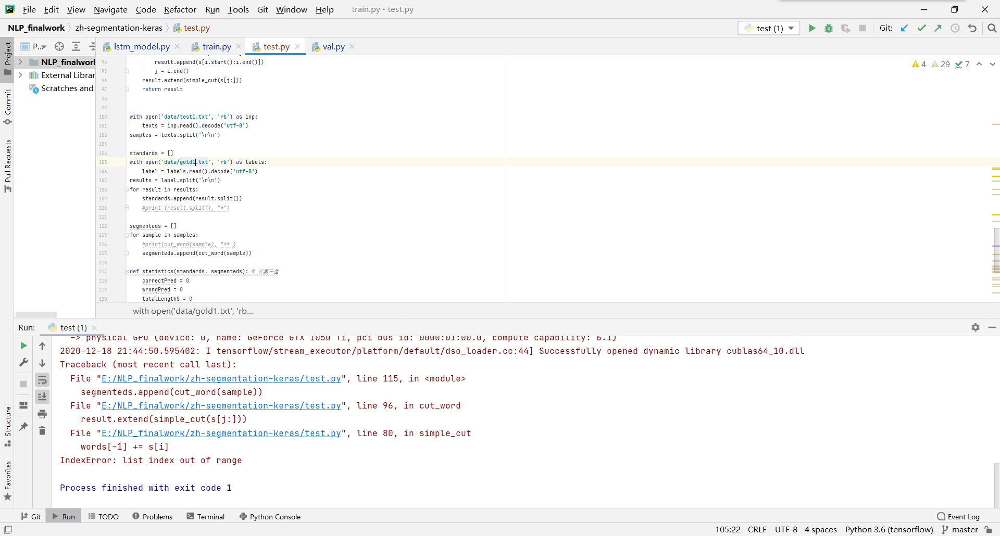 File Edit View Navigate Code Refactor Run Tools Git Window Help train.py - test.py
NLP_finalwork zh-segmentation-keras test.py test (1) Git:
P... lstm_model.py train.py test.py val.py
Project
Commit
Pull Requests
Structure
Favorites
NLP_finalwork
External Librar
Scratches and
4 29 7
94 result.append(s[i.start():i.end()])
95 j = i.end()
96 result.extend(simple_cut(s[j:]))
97 return result
98
99
100 with open('data/test1.txt', 'rb') as inp:
101 texts = inp.read().decode('utf-8')
102 samples = texts.split('\r\n')
103
104 standards = []
105 with open('data/gold1.txt', 'rb') as labels:
106 label = labels.read().decode('utf-8')
107 results = label.split('\r\n')
108 for result in results:
109 standards.append(result.split())
110 #print (result.split(), "*")
111
112 segmenteds = []
113 for sample in samples:
114 #print(cut_word(sample), "**")
115 segmenteds.append(cut_word(sample))
116
117 def statistics(standards, segmenteds): # 计算三值
118 correctPred = 0
119 wrongPred = 0
120 totalLengthS = 0
with open('data/gold1.txt', 'rb...
Run: test (1)
-> physical GPU (device: 0, name: GeForce GTX 1050 Ti, pci bus id: 0000:01:00.0, compute capability: 6.1)
2020-12-18 21:44:50.595402: I tensorflow/stream_executor/platform/default/dso_loader.cc:44] Successfully opened dynamic library cublas64_10.dll
Traceback (most recent call last):
File "E:/NLP_finalwork/zh-segmentation-keras/test.py", line 115, in <module>
segmenteds.append(cut_word(sample))
File "E:/NLP_finalwork/zh-segmentation-keras/test.py", line 96, in cut_word
result.extend(simple_cut(s[j:]))
File "E:/NLP_finalwork/zh-segmentation-keras/test.py", line 80, in simple_cut
words[-1] += s[i]
IndexError: list index out of range
Process finished with exit code 1
Git Run TODO Problems Terminal Python Console Event Log
105:22 CRLF UTF-8 4 spaces Python 3.6 (tensorflow) master